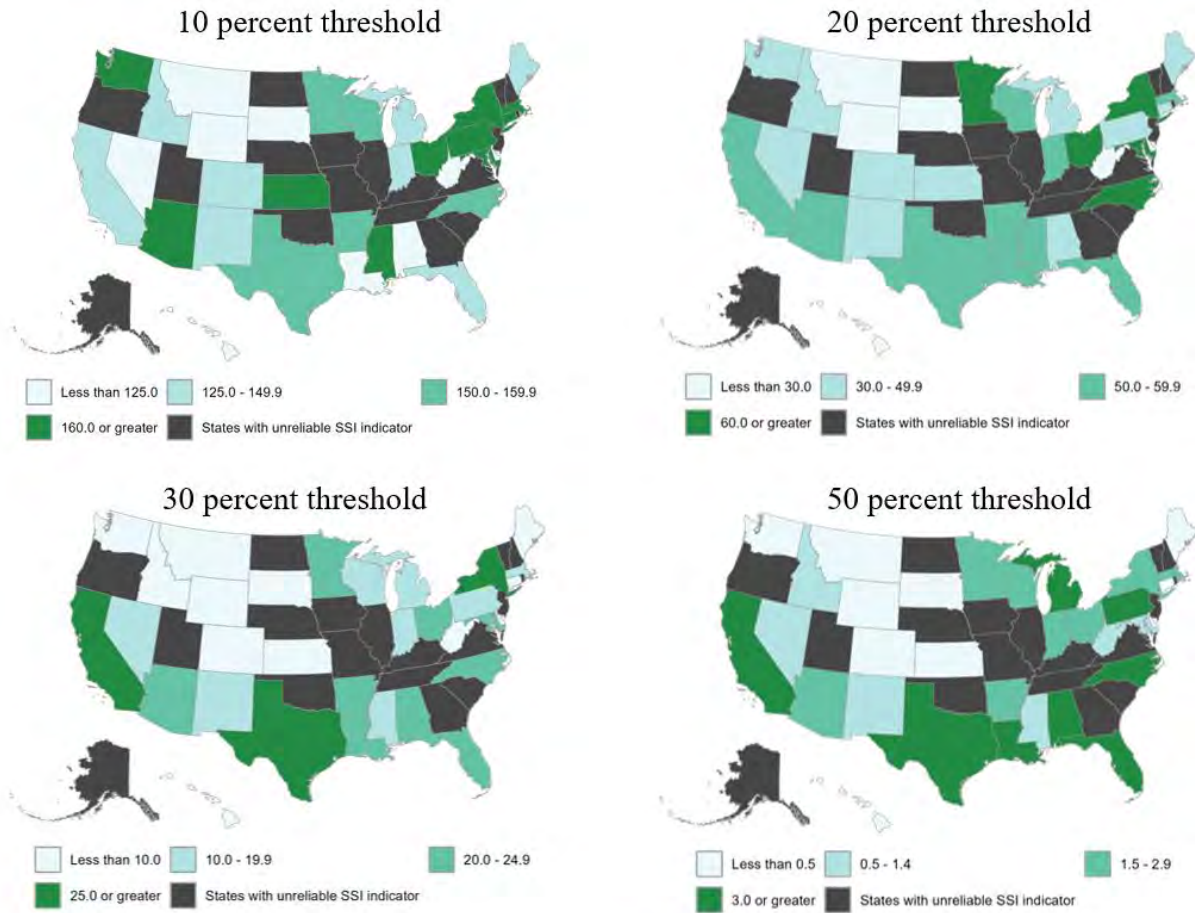 10 percent threshold
20 percent threshold
Less than 125.0
125.0 - 149.9
150.0 - 159.9
160.0 or greater
States with unreliable SSI indicator
Less than 30.0
30.0 - 49.9
50.0 - 59.9
60.0 or greater
States with unreliable SSI indicator
30 percent threshold
50 percent threshold
Less than 10.0
10.0 - 19.9
20.0 - 24.9
25.0 or greater
States with unreliable SSI indicator
Less than 0.5
0.5 - 1.4
1.5 - 2.9
3.0 or greater
States with unreliable SSI indicator